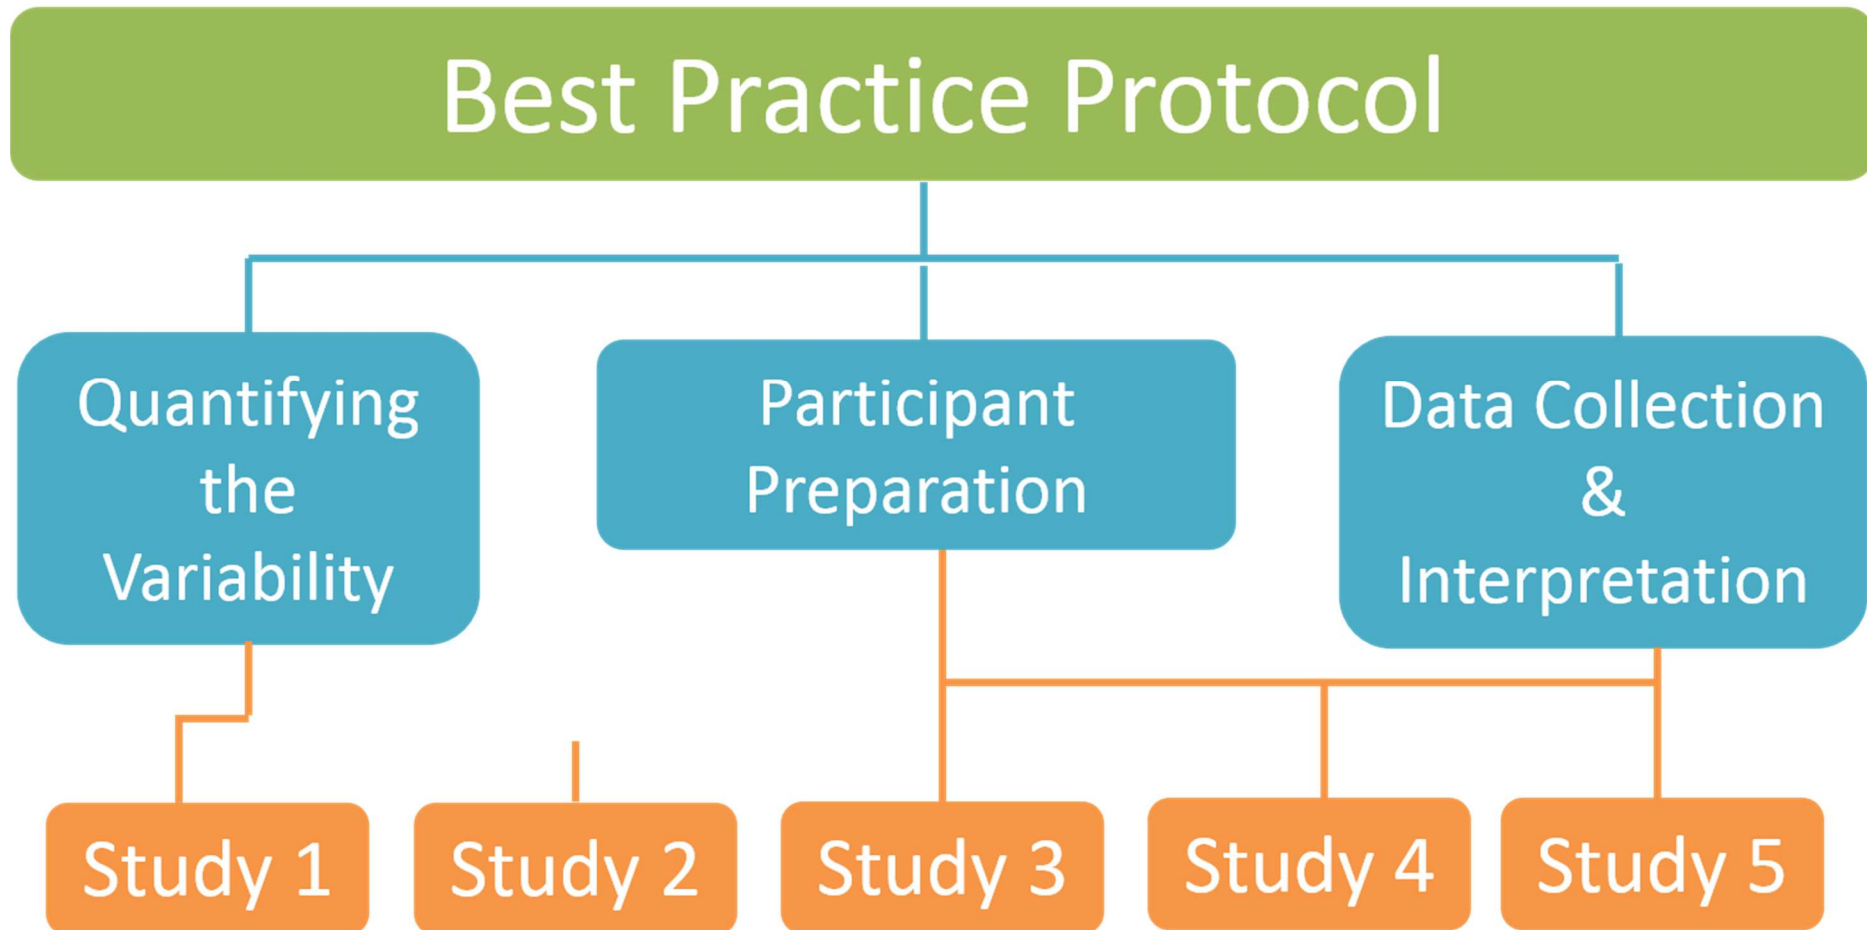 Best Practice Protocol
Quantifying
the
Variability
Participant
Preparation
Data Collection
&
Interpretation
Study 1
Study 2
Study 3
Study 4
Study 5